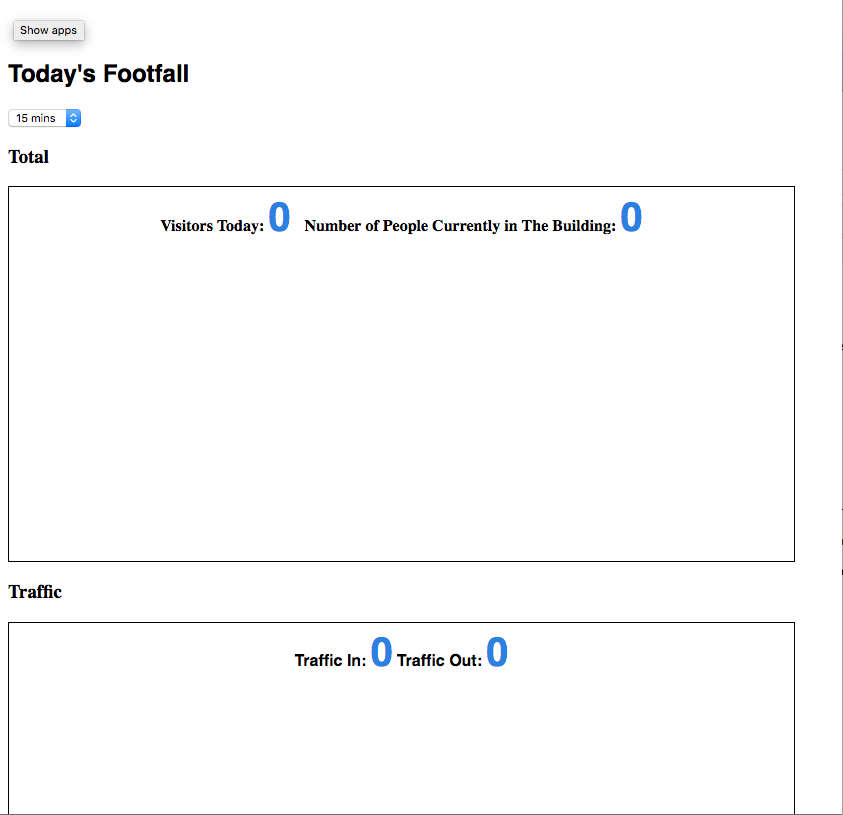 Show apps
Today's Footfall
15 mins
Total
Visitors Today: 0 Number of People Currently in The Building: 0
Traffic
Traffic In: 0 Traffic Out: 0